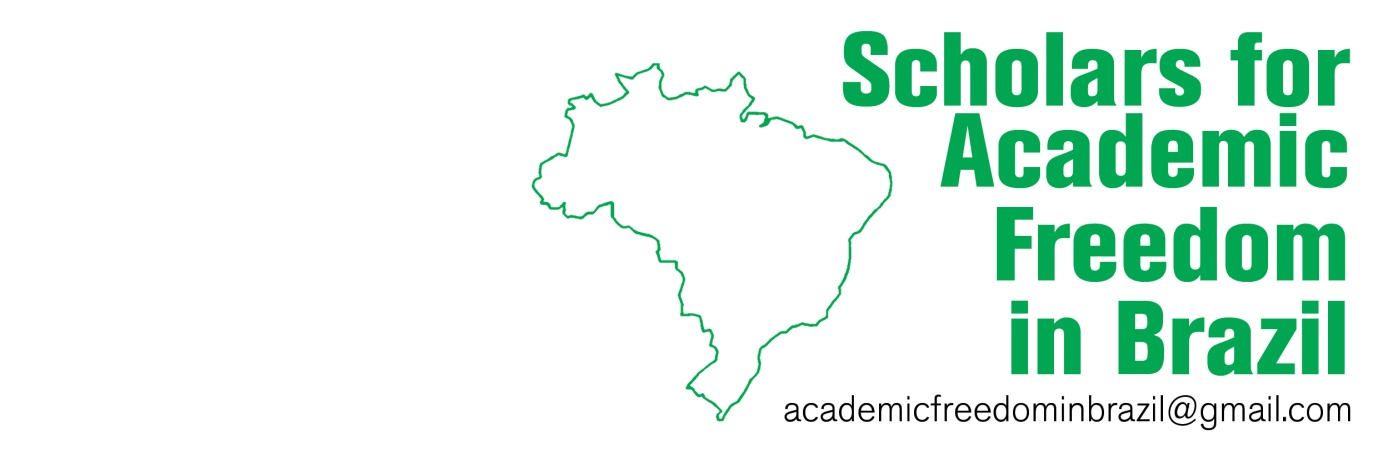 Scholars for
Academic
Freedom
in Brazil
academicfreedominbrazil@gmail.com